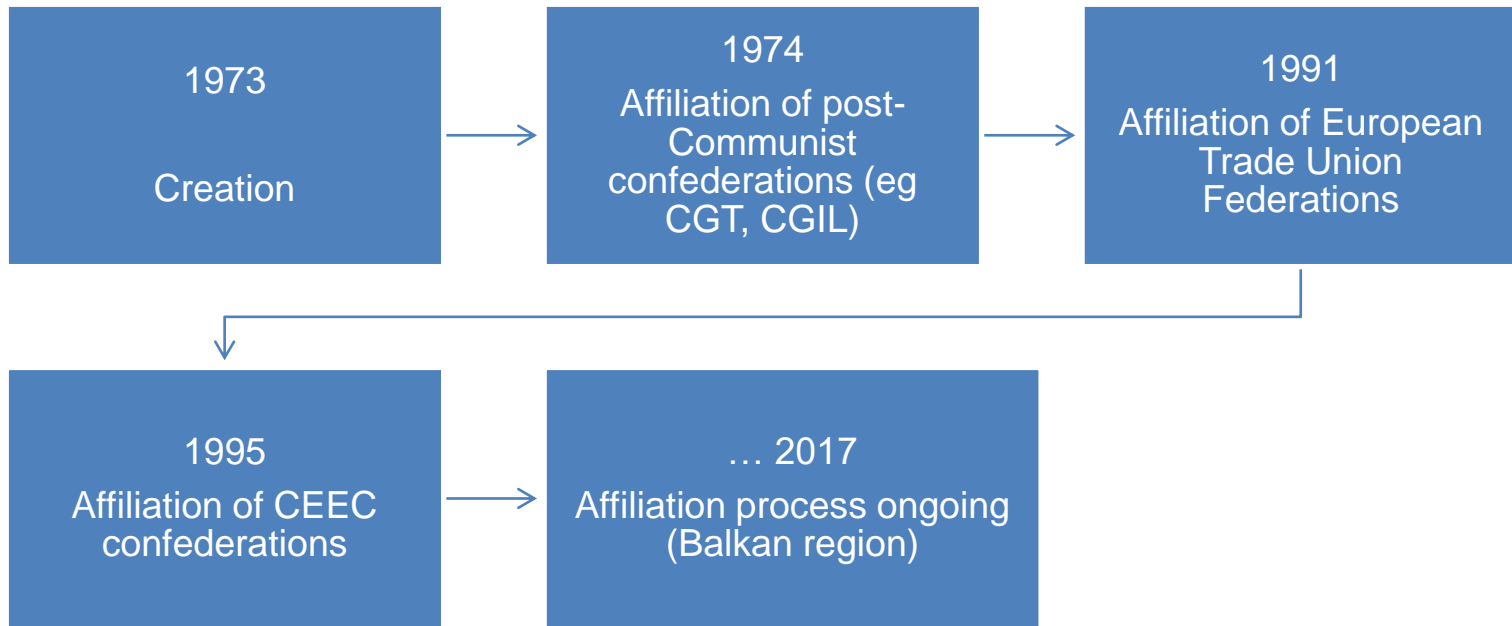 1973
Creation
1974
Affiliation of post-
Communist
confederations (eg
CGT, CGIL)
1991
Affiliation of European
Trade Union
Federations
1995
Affiliation of CEEC
confederations
… 2017
Affiliation process ongoing
(Balkan region)